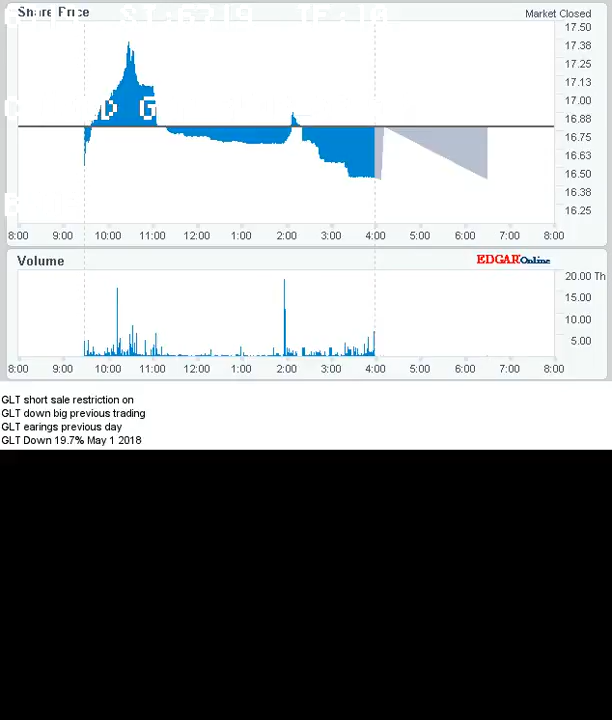 Share Price
Market Closed
17.50
17.38
17.25
17.13
17.00
16.88
16.75
16.63
16.50
16.38
16.25
8:00 9:00 10:00 11:00 12:00 1:00 2:00 3:00 4:00 5:00 6:00 7:00 8:00
Volume
EDGAR Online
20.00 Th
15.00
10.00
5.00
8:00 9:00 10:00 11:00 12:00 1:00 2:00 3:00 4:00 5:00 6:00 7:00 8:00
GLT short sale restriction on
GLT down big previous trading
GLT earings previous day
GLT Down 19.7% May 1 2018